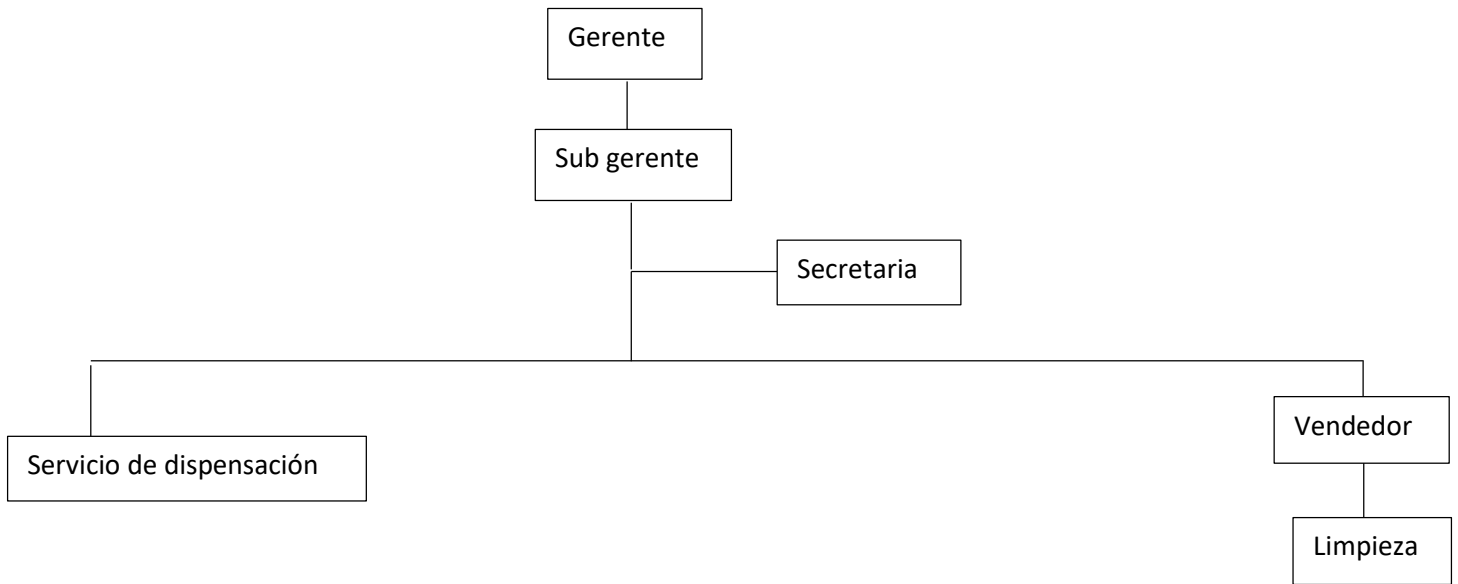 Gerente
Sub gerente
Secretaria
Vendedor
Servicio de dispensación
Limpieza